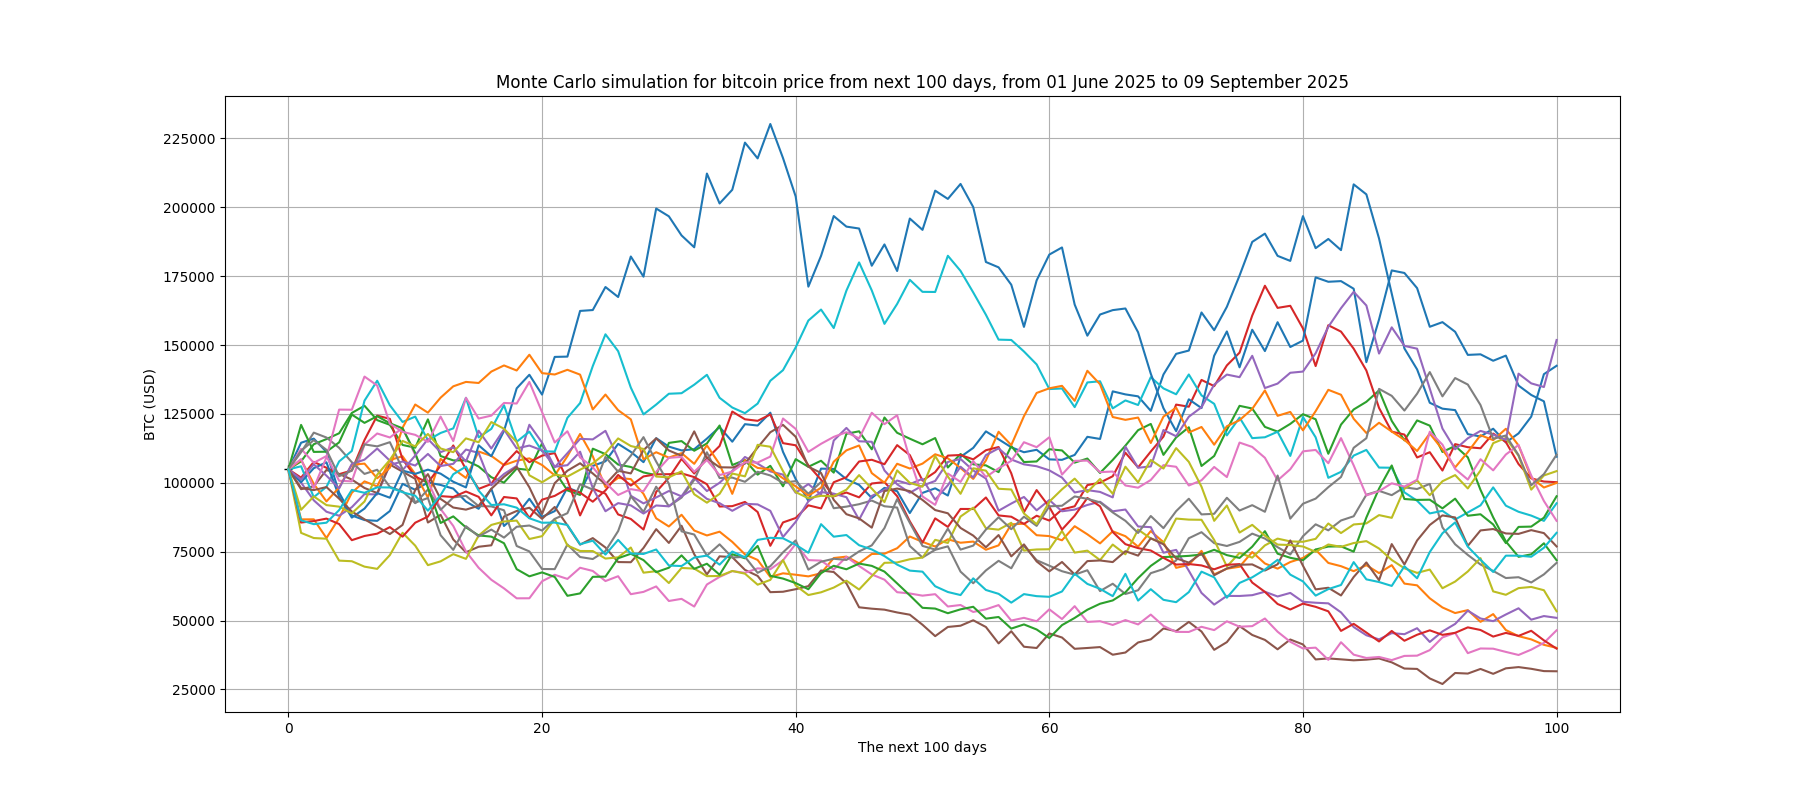 Monte Carlo simulation for bitcoin price from next 100 days, from 01 June 2025 to 09 September 2025
225000
200000
175000
150000
125000
100000
75000
50000
25000
BTC (USD)
0 20 40 60 80 100
The next 100 days